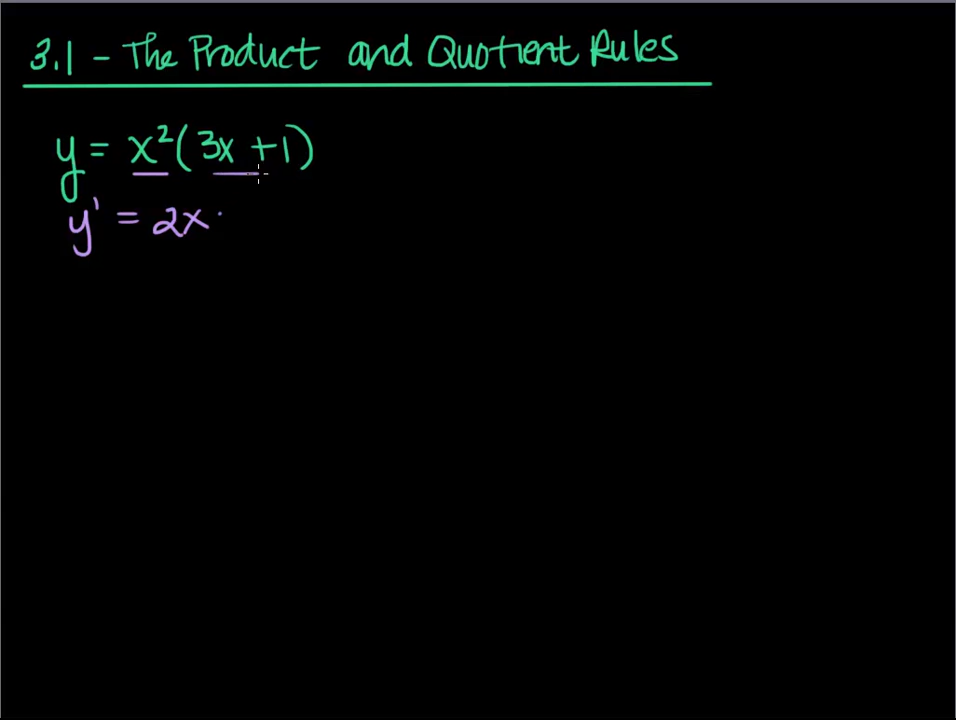 3.1 - The Product and Quotient Rules
y = x²(3x +1)
y' = 2x ·